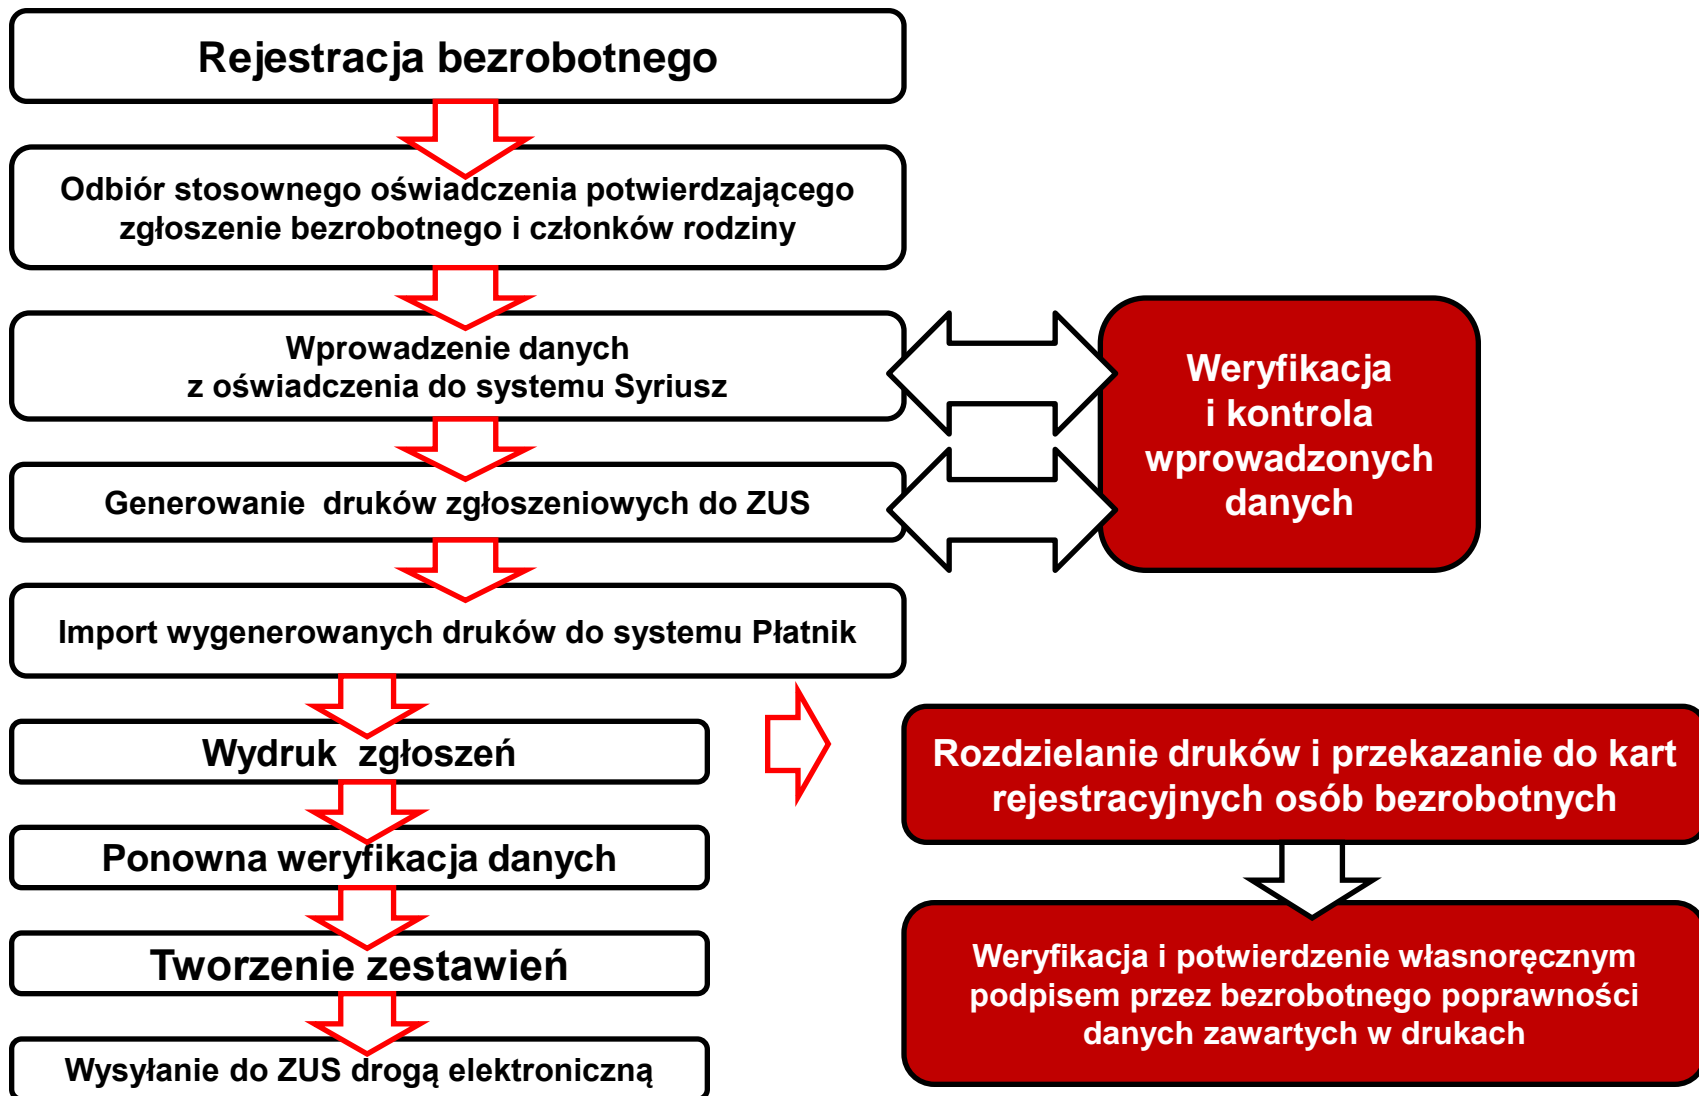 Rejestracja bezrobotnego
Odbiór stosownego oświadczenia potwierdzającego
zgłoszenie bezrobotnego i członków rodziny
Wprowadzenie danych
z oświadczenia do systemu Syriusz
Weryfikacja
i kontrola
wprowadzonych
danych
Generowanie druków zgłoszeniowych do ZUS
Import wygenerowanych druków do systemu Płatnik
Wydruk zgłoszeń
Rozdzielanie druków i przekazanie do kart
rejestracyjnych osób bezrobotnych
Ponowna weryfikacja danych
Tworzenie zestawień
Wysyłanie do ZUS drogą elektroniczną
Weryfikacja i potwierdzenie własnoręcznym
podpisem przez bezrobotnego poprawności
danych zawartych w drukach